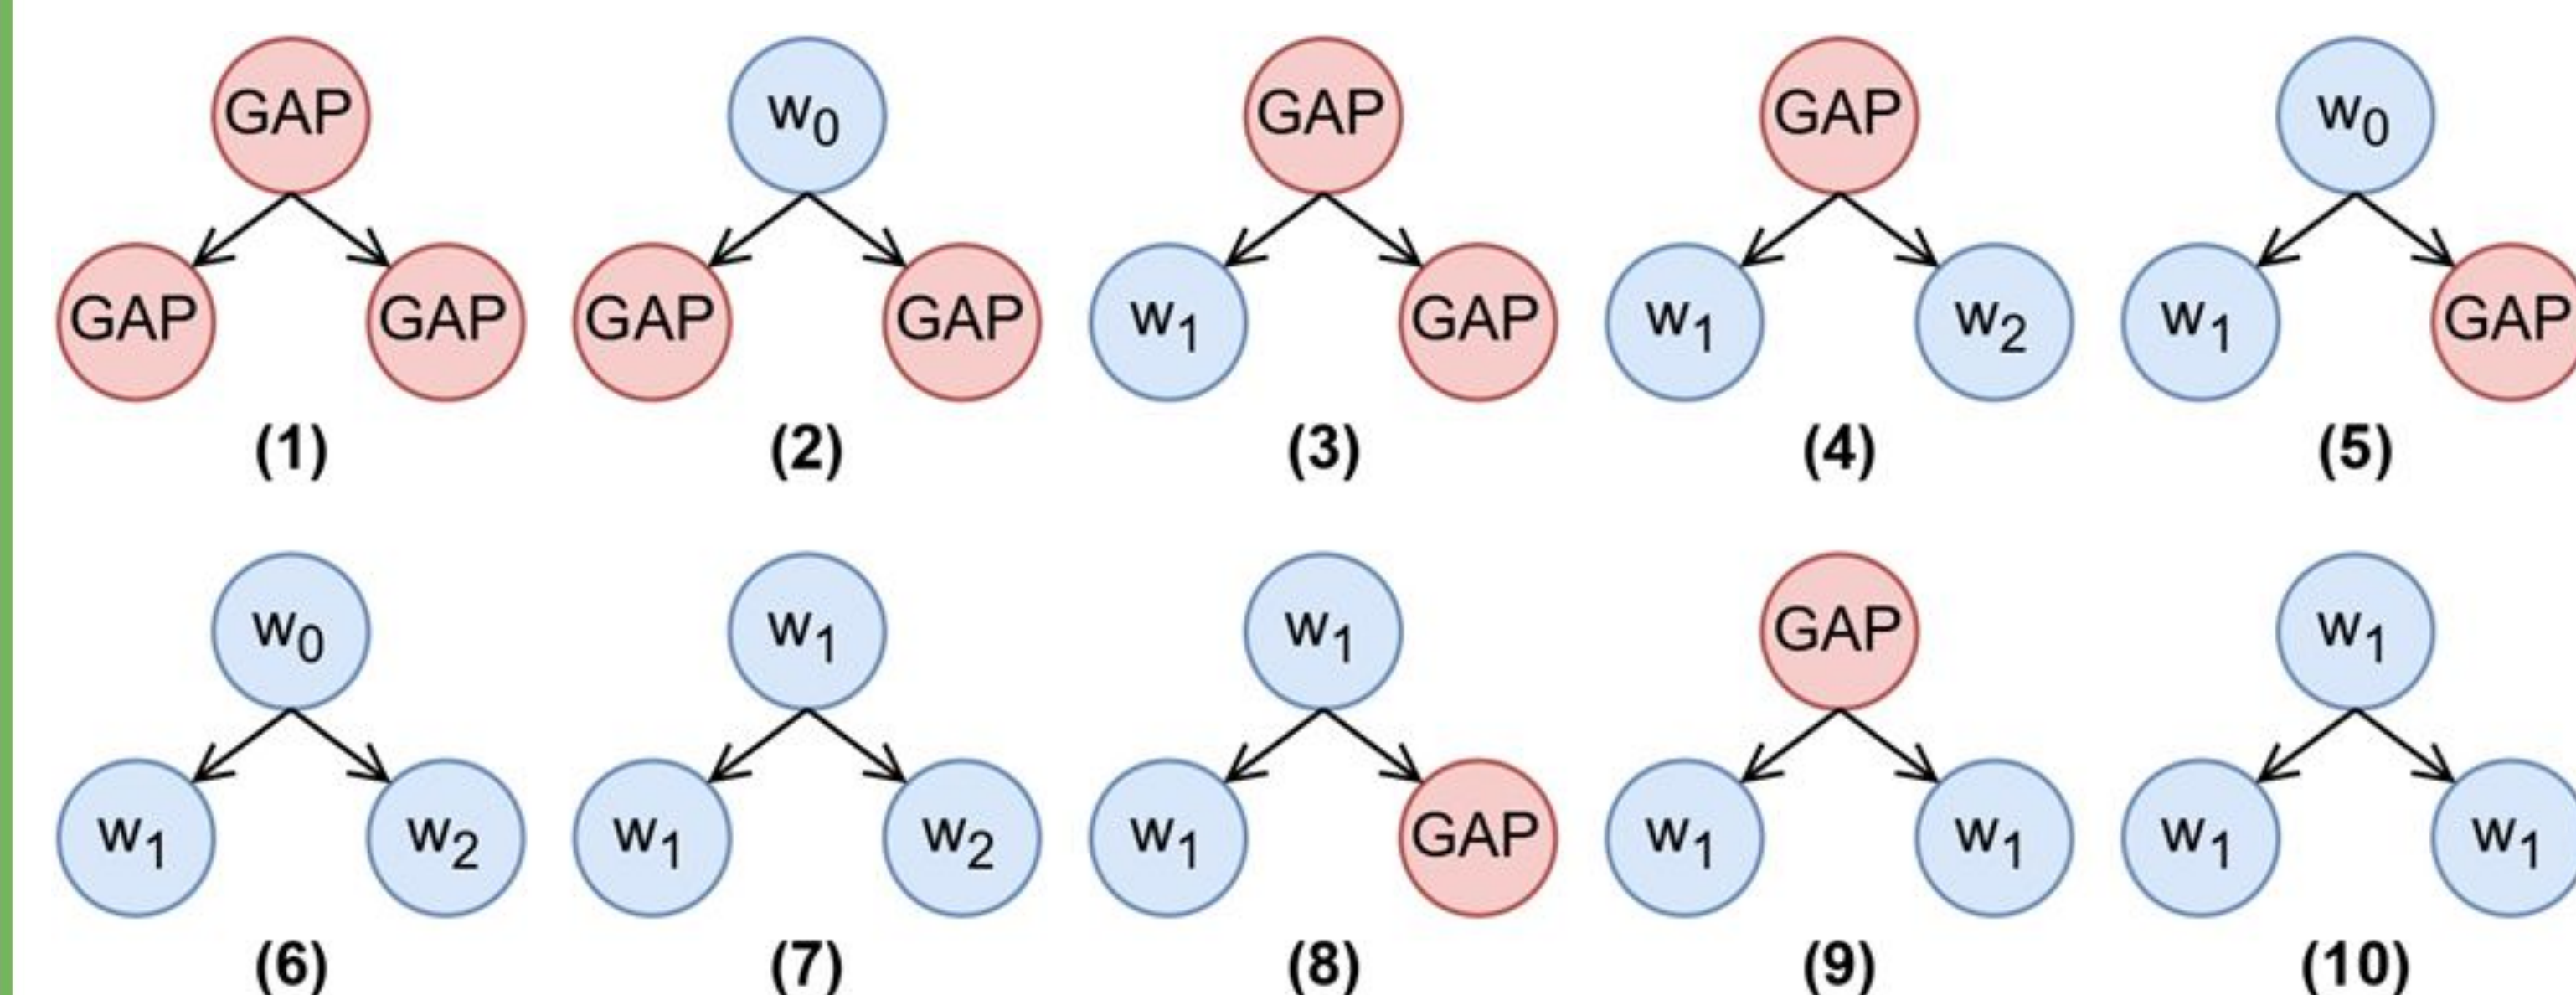 GAP w₀ GAP GAP w₀
GAP GAP GAP GAP w₁ GAP w₁ w₂ w₁ GAP
(1) (2) (3) (4) (5)
w₀ w₁ w₁ GAP w₁
w₁ w₂ w₁ w₂ w₁ GAP w₁ w₁ w₁ w₁
(6) (7) (8) (9) (10)